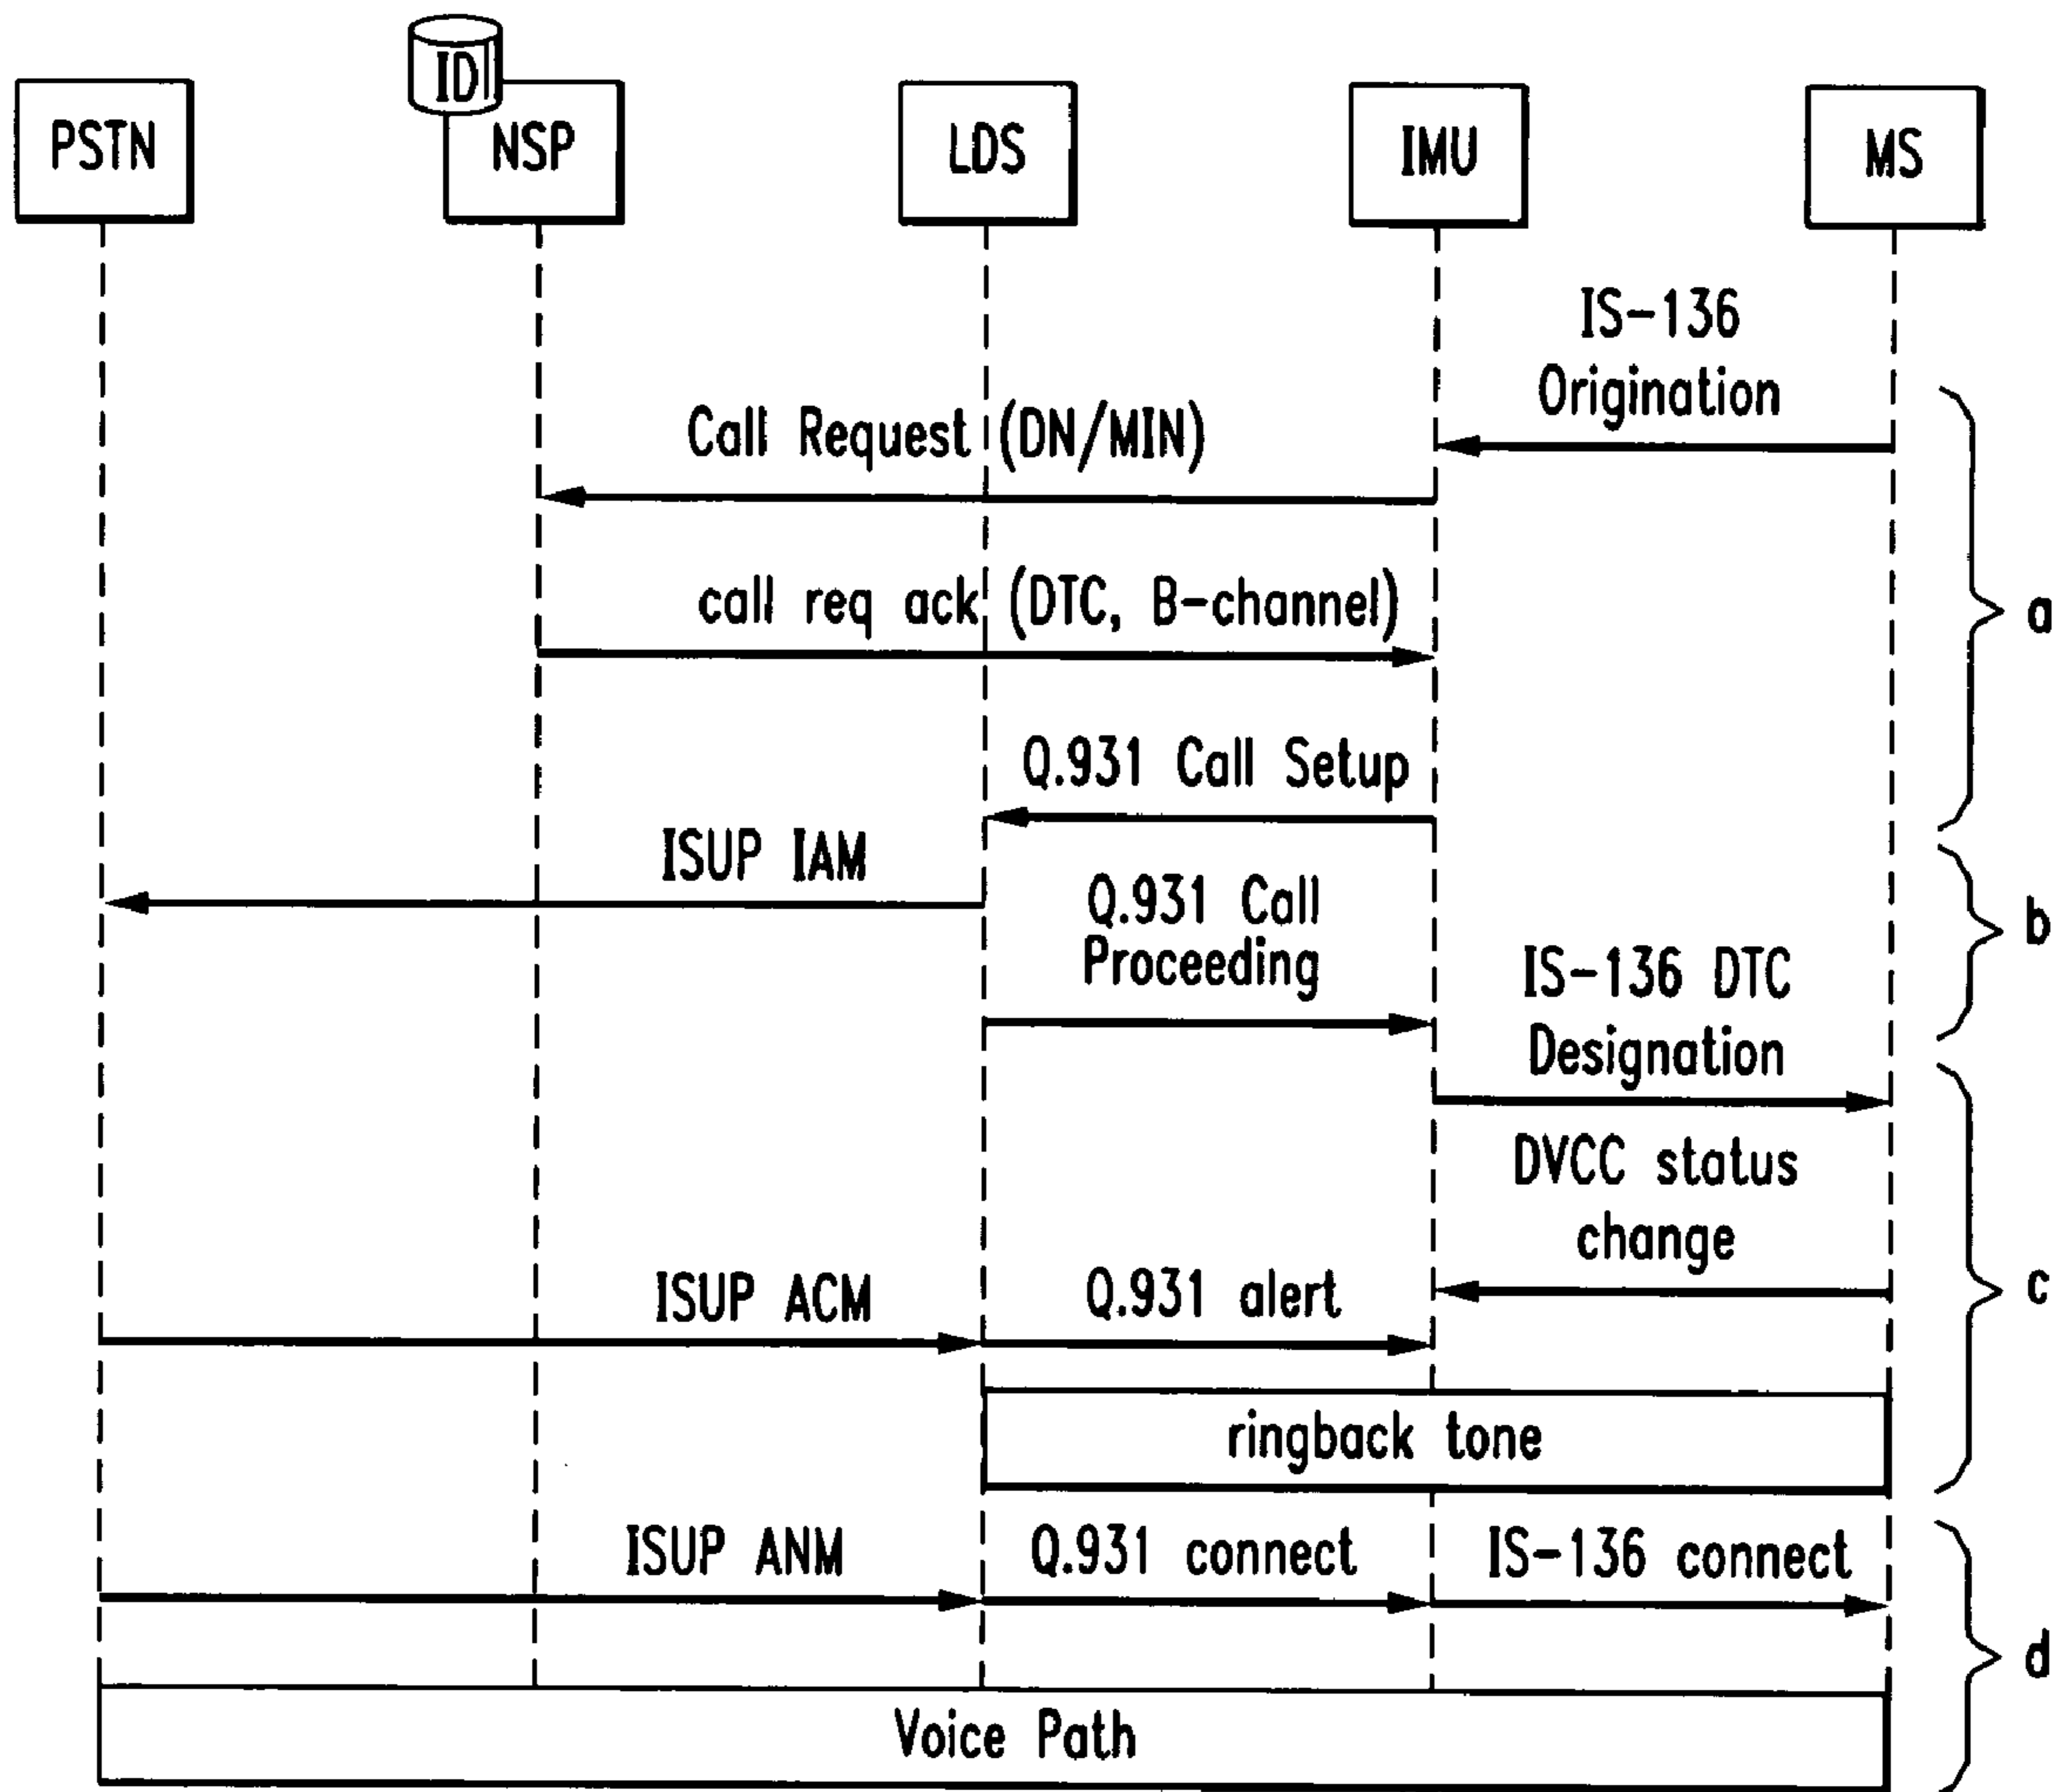 ID
PSTN
NSP
LDS
IMU
MS
IS-136
Origination
Call Request (DN/MIN)
call req ack (DTC, B-channel)
a
Q.931 Call Setup
ISUP IAM
Q.931 Call
Proceeding
b
IS-136 DTC
Designation
DVCC status
change
ISUP ACM
Q.931 alert
c
ringback tone
ISUP ANM
Q.931 connect
IS-136 connect
d
Voice Path